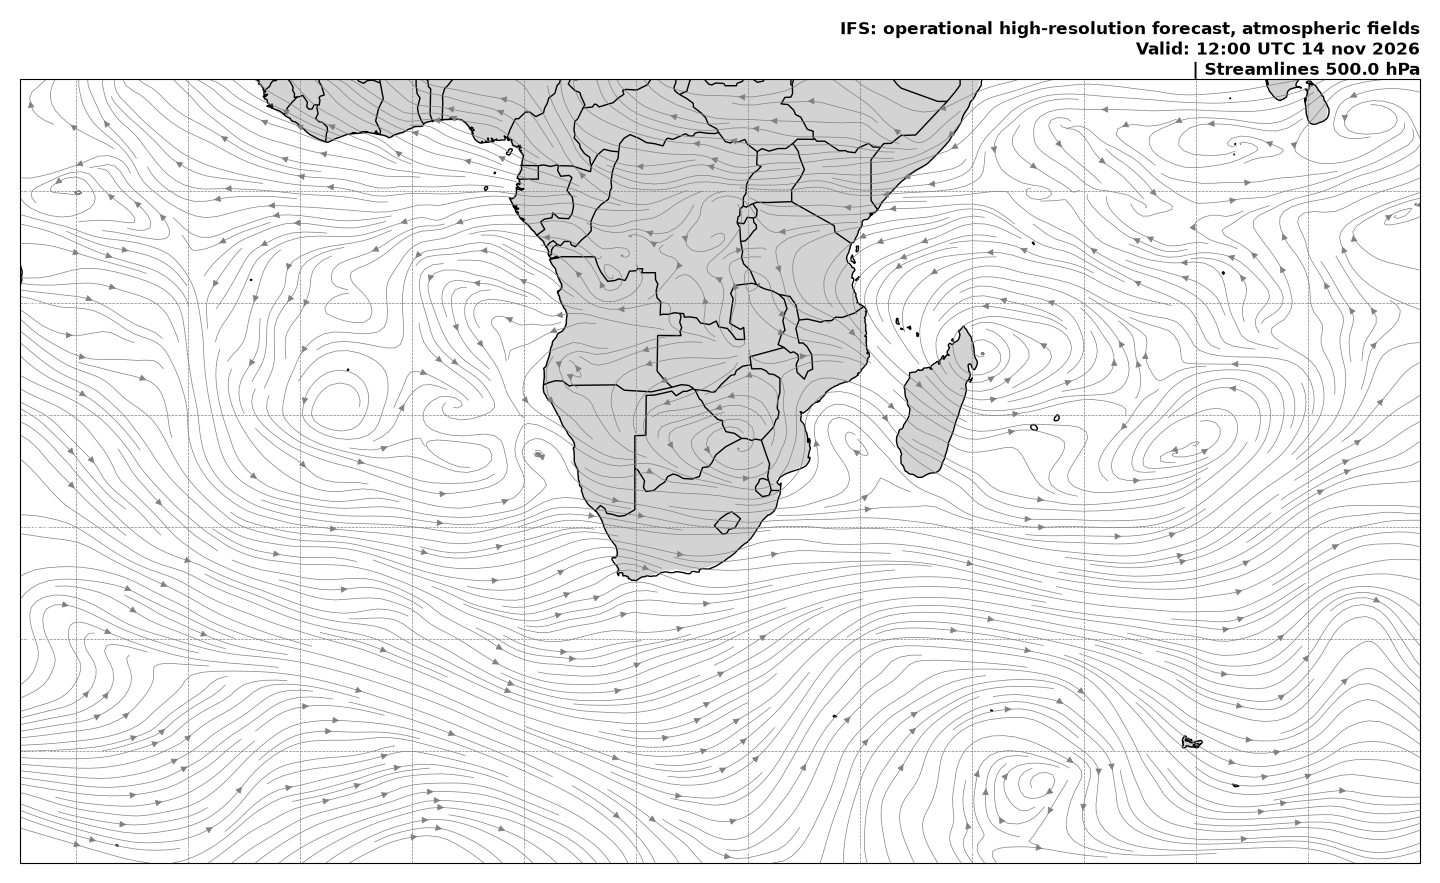 IFS: operational high-resolution forecast, atmospheric fields
Valid: 12:00 UTC 14 nov 2026
| Streamlines 500.0 hPa